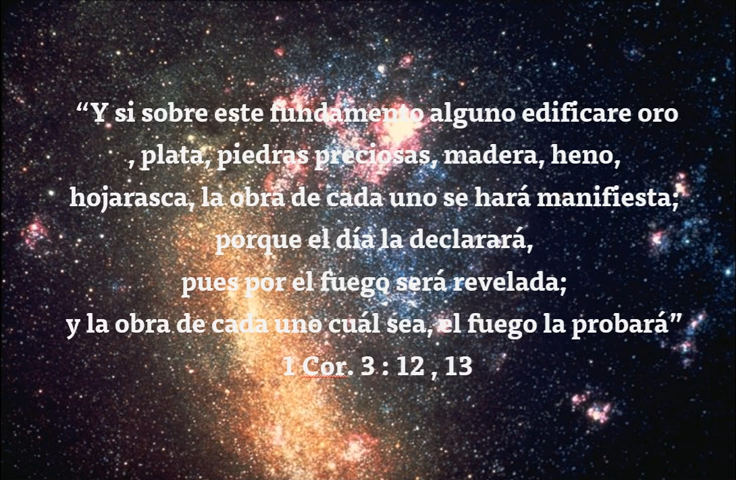 “Y si sobre este fundamento alguno edificare oro
, plata, piedras preciosas, madera, heno,
hojarasca, la obra de cada uno se hará manifiesta;
porque el día la declarará,
pues por el fuego será revelada;
y la obra de cada uno cuál sea, el fuego la probará”
1 Cor. 3 : 12 , 13